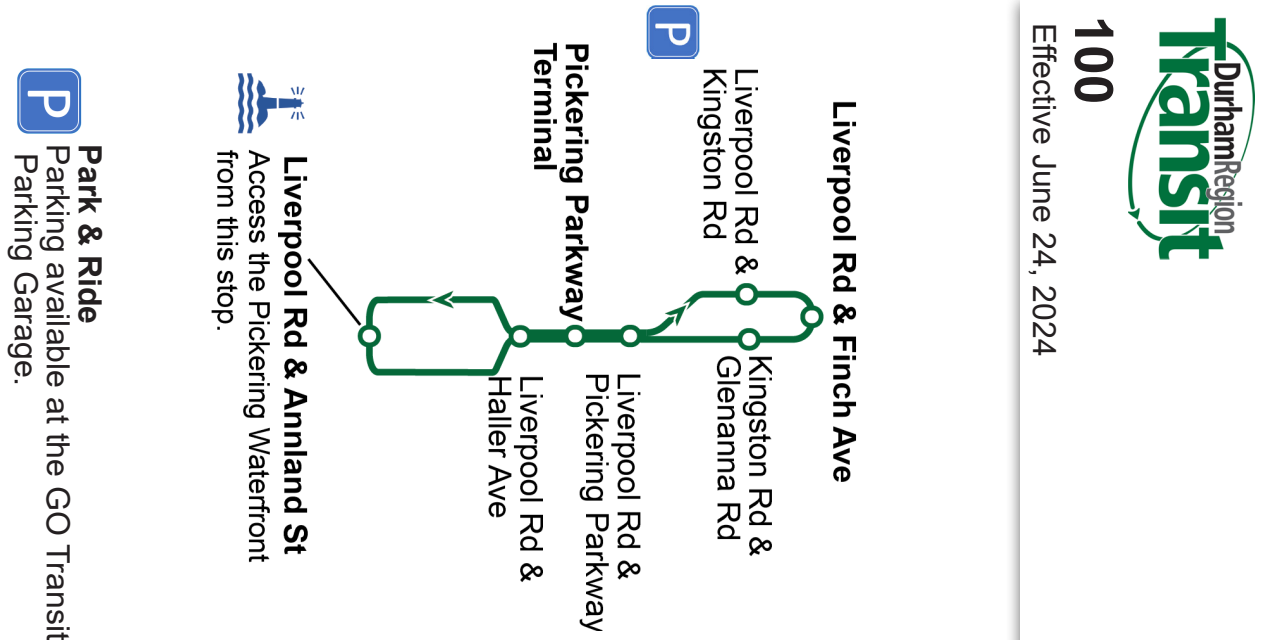 DurhamRegion
Transit
100
Effective June 24, 2024
Liverpool Rd & Finch Ave
P
Liverpool Rd &
Kingston Rd
Kingston Rd &
Glenanna Rd
Liverpool Rd &
Pickering Parkway
Pickering Parkway
Terminal
Liverpool Rd &
Haller Ave
Liverpool Rd & Annland St
Access the Pickering Waterfront
from this stop.
P
Park & Ride
Parking available at the GO Transit
Parking Garage.